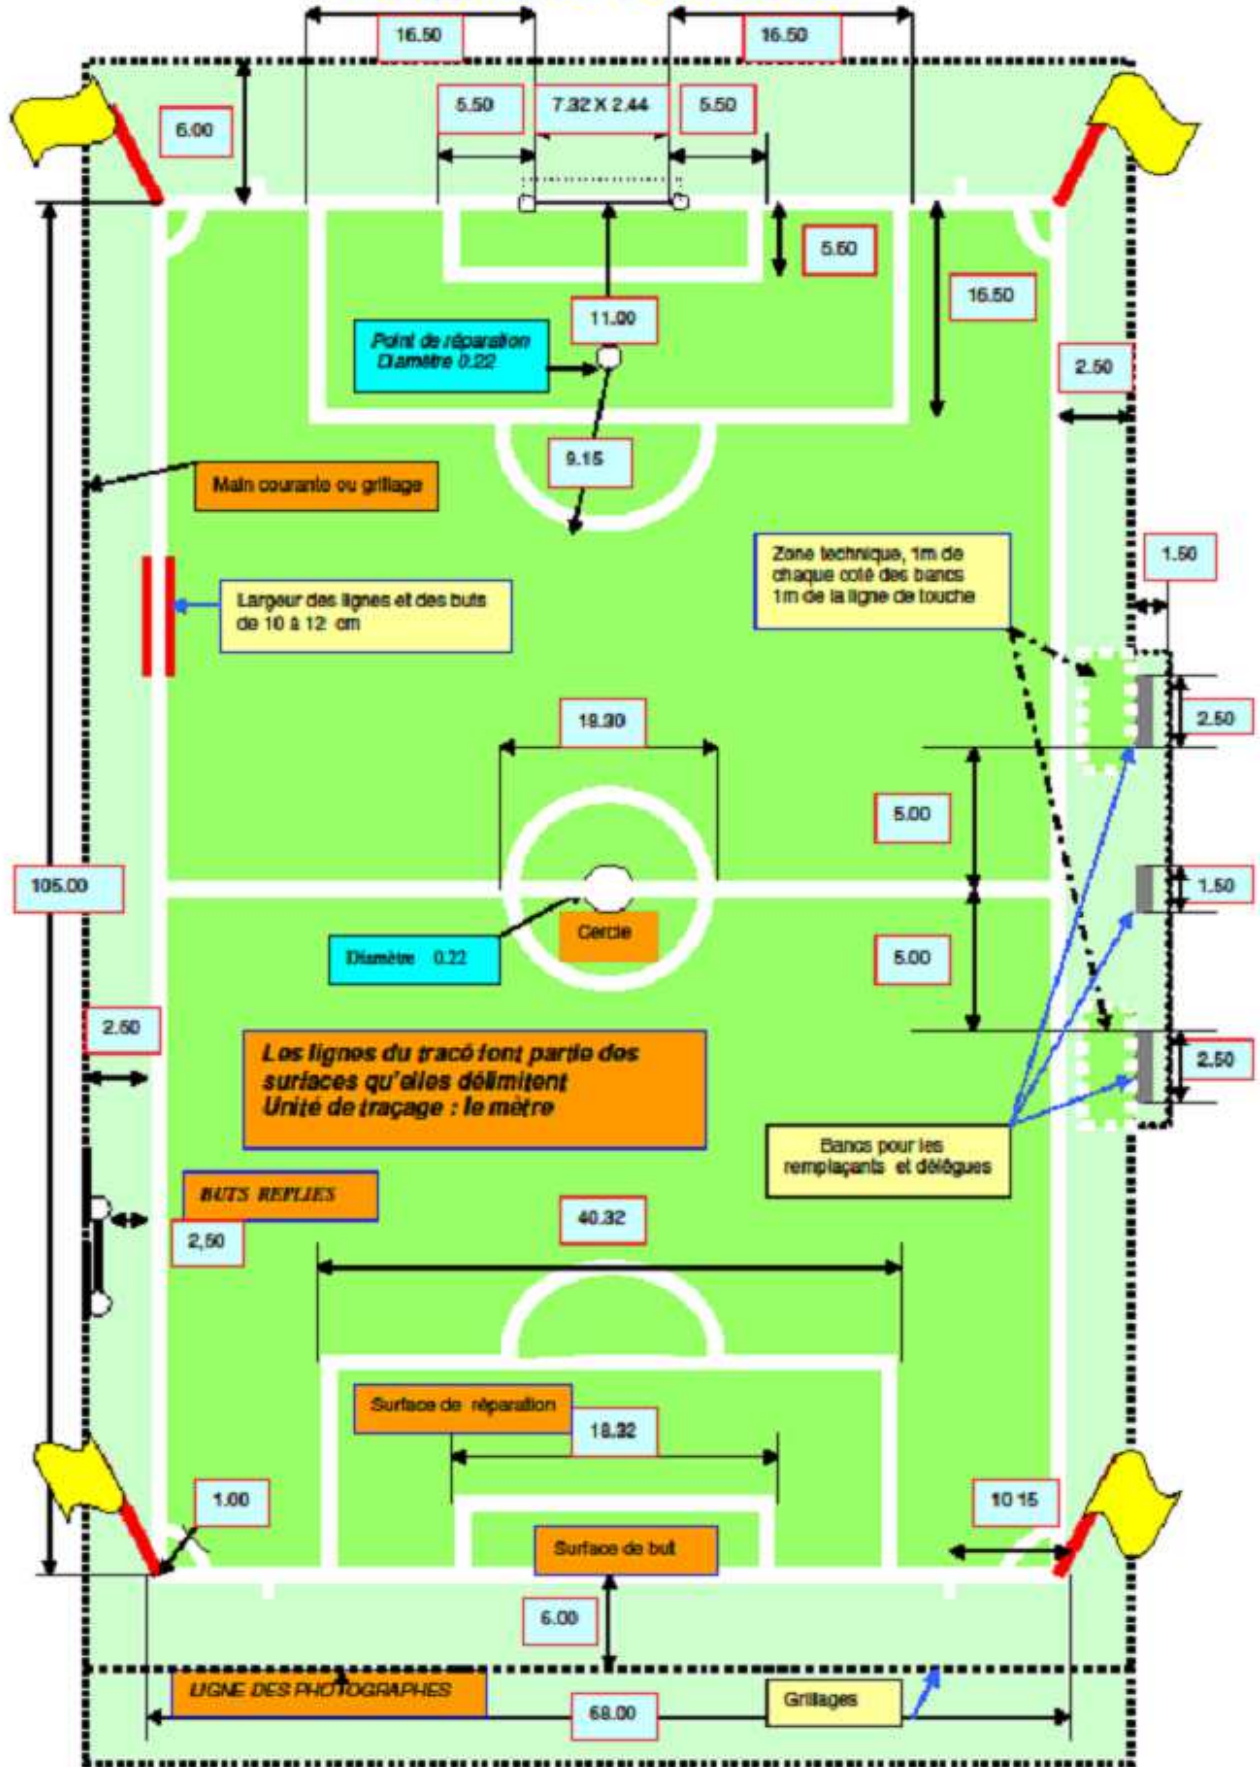 16.50
16.50
5.50
7.32 X 2.44
5.50
6.00
5.50
16.50
11.00
Point de réparation
Diamètre 0.22
2.50
9.15
Main courante ou grillage
Zone technique, 1m de
chaque coté des bancs
1m de la ligne de touche
1.50
Largeur des lignes et des buts
de 10 à 12 cm
2.50
18.30
5.00
105.00
1.50
Cercle
Diamètre 0.22
5.00
2.50
Les lignes du tracé font partie des
surfaces qu'elles délimitent
Unité de traçage : le mètre
2.50
Bancs pour les
remplaçants et délégues
BUTS REPLIES
2,50
40.32
Surface de réparation
18.32
1.00
10 15
Surface de but
6.00
LIGNE DES PHOTOGRAPHES
68.00
Grillages